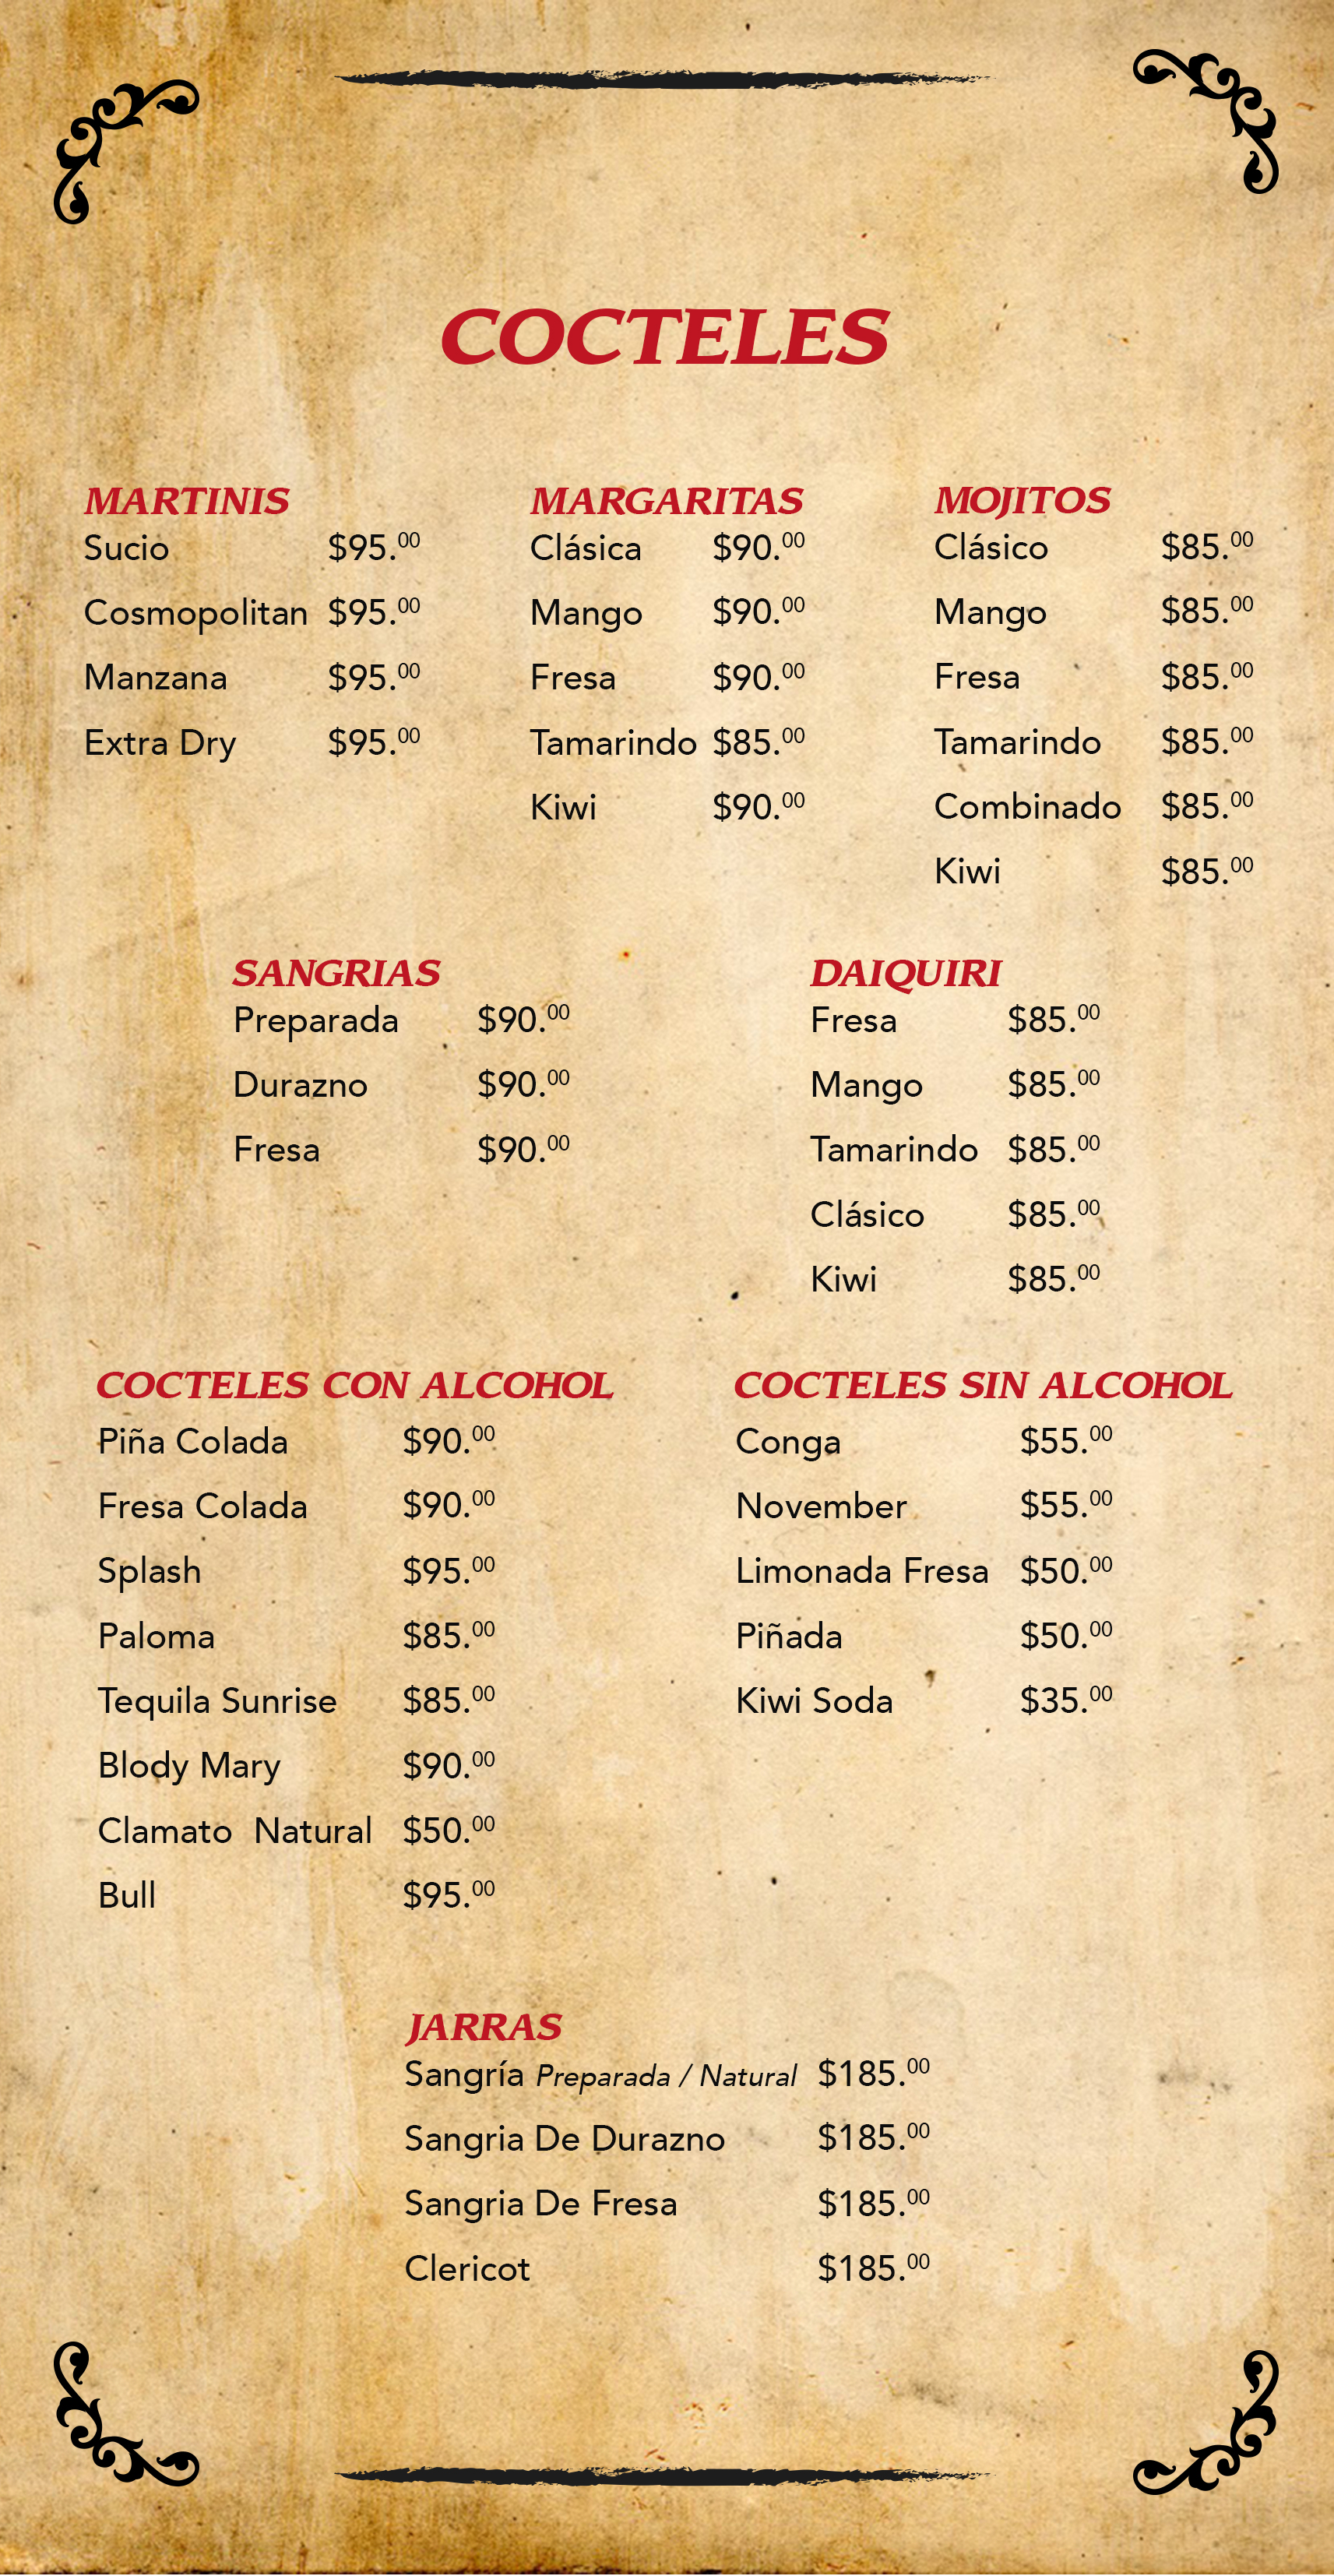 COCTELES
MARTINIS
Sucio $95.00
Cosmopolitan $95.00
Manzana $95.00
Extra Dry $95.00
MARGARITAS
Clásica $90.00
Mango $90.00
Fresa $90.00
Tamarindo $85.00
Kiwi $90.00
MOJITOS
Clásico $85.00
Mango $85.00
Fresa $85.00
Tamarindo $85.00
Combinado $85.00
Kiwi $85.00
SANGRIAS
Preparada $90.00
Durazno $90.00
Fresa $90.00
DAIQUIRI
Fresa $85.00
Mango $85.00
Tamarindo $85.00
Clásico $85.00
Kiwi $85.00
COCTELES CON ALCOHOL
Piña Colada $90.00
Fresa Colada $90.00
Splash $95.00
Paloma $85.00
Tequila Sunrise $85.00
Blody Mary $90.00
Clamato Natural $50.00
Bull $95.00
COCTELES SIN ALCOHOL
Conga $55.00
November $55.00
Limonada Fresa $50.00
Piñada $50.00
Kiwi Soda $35.00
JARRAS
Sangría Preparada / Natural $185.00
Sangria De Durazno $185.00
Sangria De Fresa $185.00
Clericot $185.00